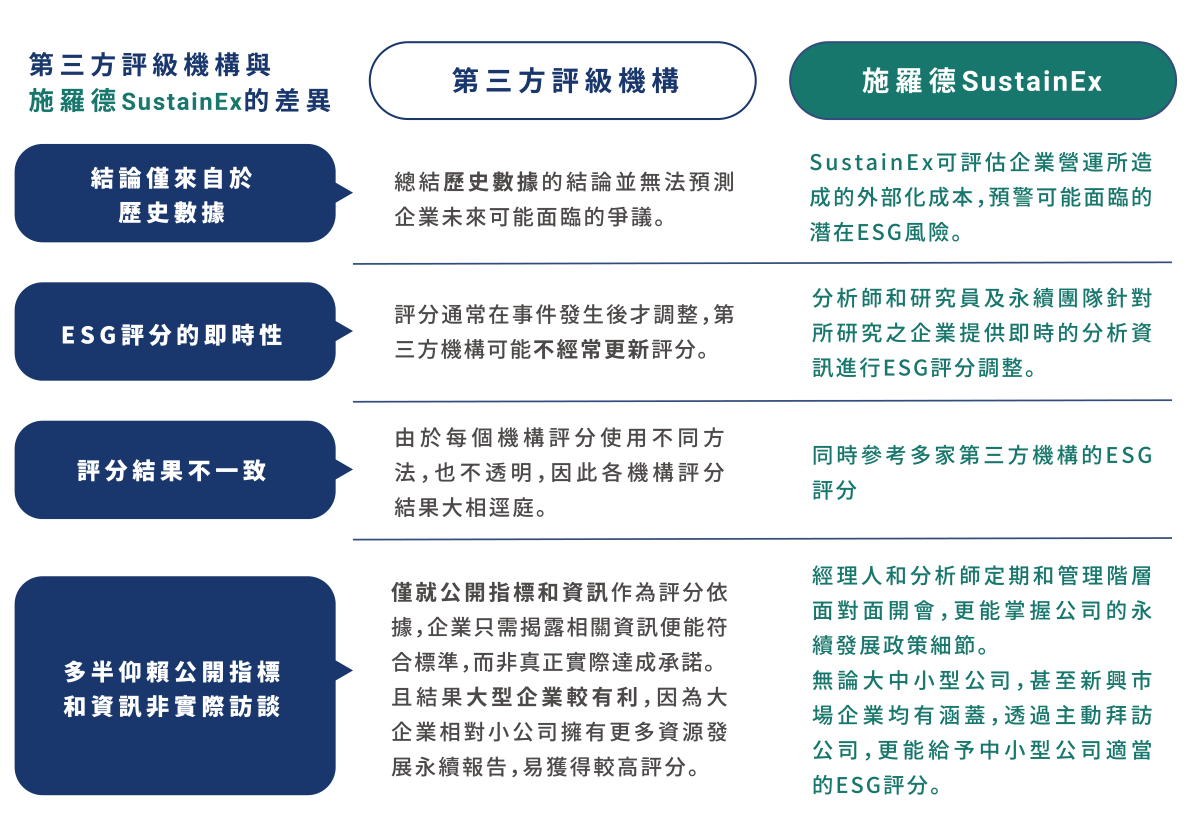 第三方評級機構與
施羅德SustainEx的差異
第三方評級機構
施羅德SustainEx
結論僅來自於
歷史數據
總結歷史數據的結論並無法預測
企業未來可能面臨的爭議。
SustainEx可評估企業營運所造
成的外部化成本,預警可能面臨的
潛在ESG風險。
ESG評分的即時性
評分通常在事件發生後才調整,第
三方機構可能不經常更新評分。
分析師和研究員及永續團隊針對
所研究之企業提供即時的分析資
訊進行ESG評分調整。
評分結果不一致
由於每個機構評分使用不同方
法,也不透明,因此各機構評分
結果大相逕庭。
同時參考多家第三方機構的ESG
評分
多半仰賴公開指標
和資訊非實際訪談
僅就公開指標和資訊作為評分依
據,企業只需揭露相關資訊便能符
合標準,而非真正實際達成承諾。
且結果大型企業較有利,因為大
企業相對小公司擁有更多資源發
展永續報告,易獲得較高評分。
經理人和分析師定期和管理階層
面對面開會,更能掌握公司的永
續發展政策細節。
無論大中小型公司,甚至新興市
場企業均有涵蓋,透過主動拜訪
公司,更能給予中小型公司適當
的ESG評分。